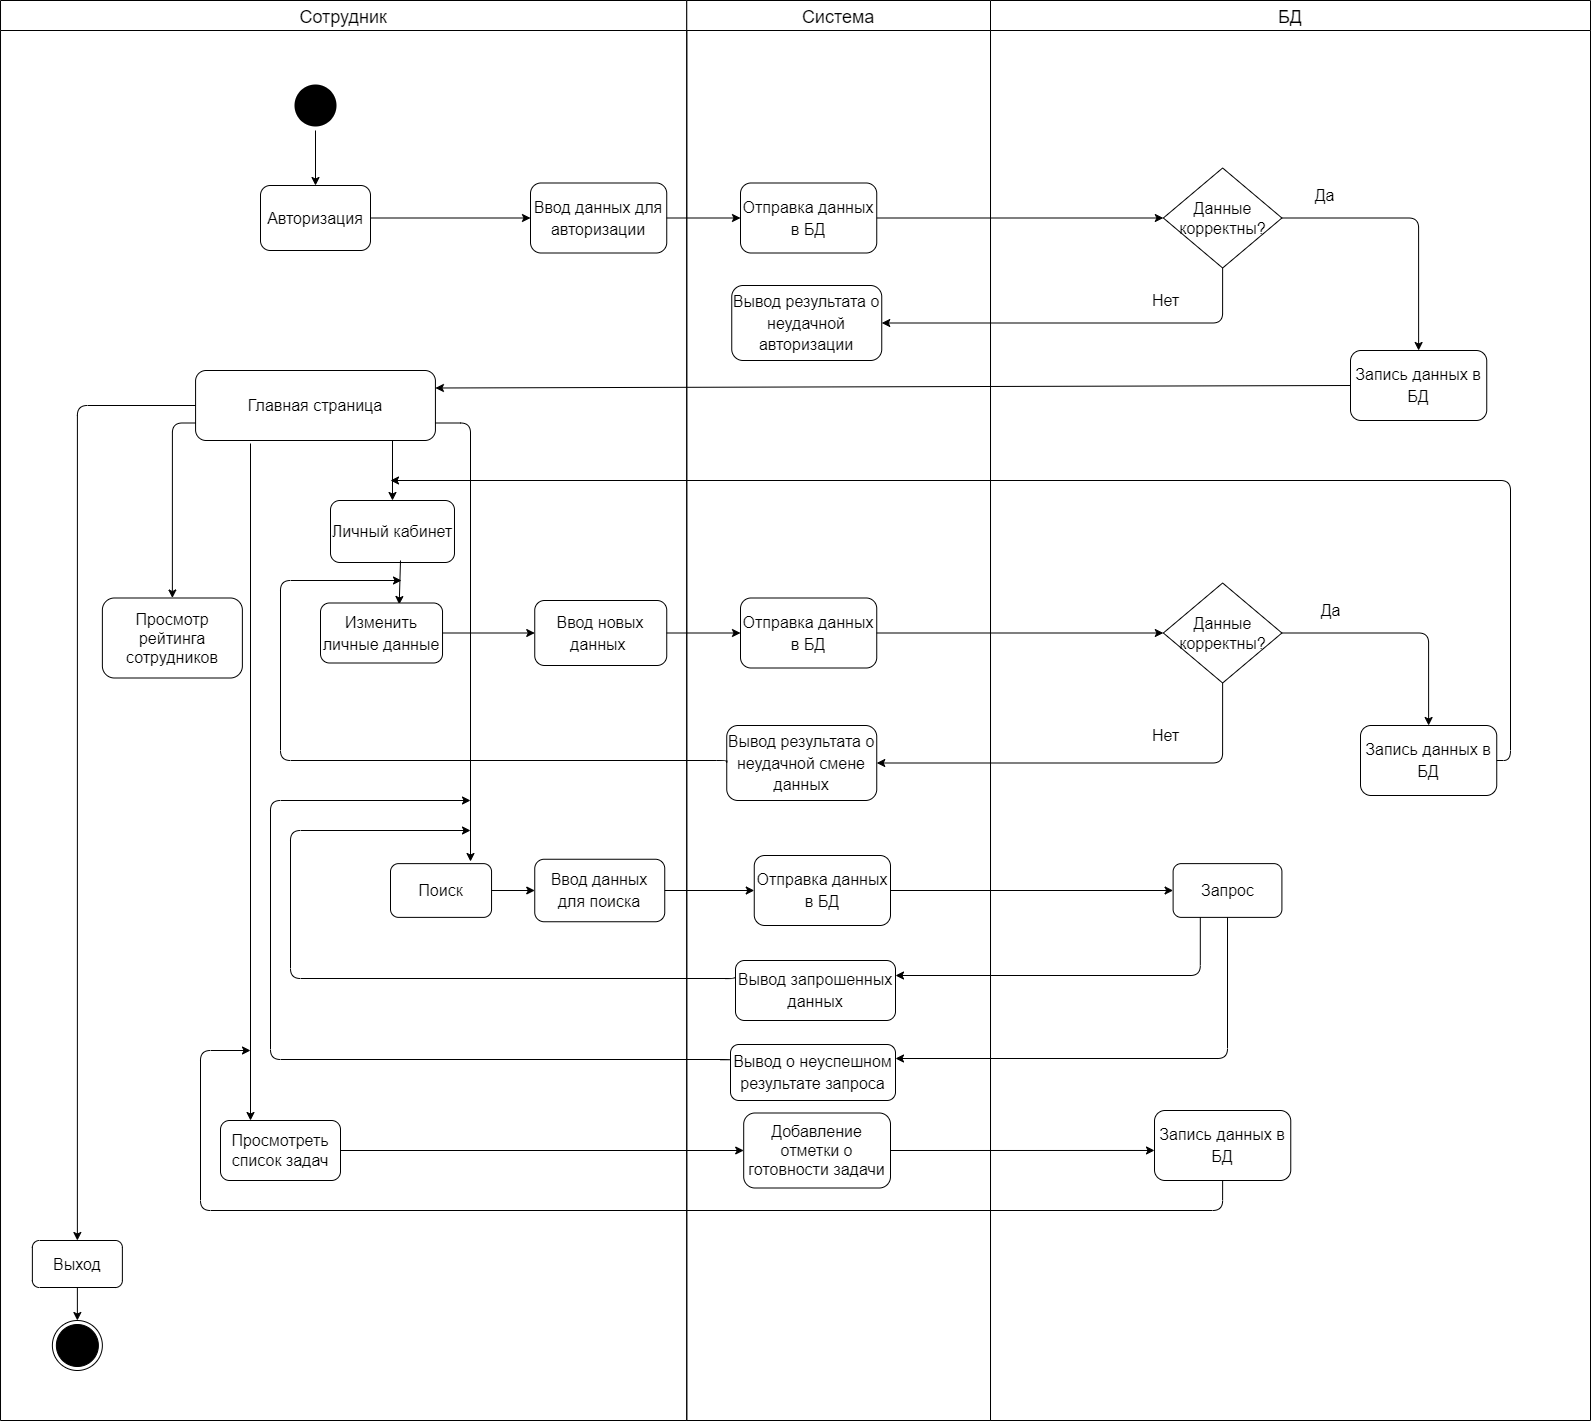 Сотрудник
Система
БД
Авторизация
Ввод данных для
авторизации
Отправка данных
в БД
Данные
корректны?
Да
Нет
Вывод результата о
неудачной
авторизации
Запись данных в
БД
Главная страница
Личный кабинет
Просмотр
рейтинга
сотрудников
Изменить
личные данные
Ввод новых
данных
Отправка данных
в БД
Данные
корректны?
Да
Нет
Вывод результата о
неудачной смене
данных
Запись данных в
БД
Поиск
Ввод данных
для поиска
Отправка данных
в БД
Запрос
Вывод запрошенных
данных
Вывод о неуспешном
результате запроса
Просмотреть
список задач
Добавление
отметки о
готовности задачи
Запись данных в
БД
Выход